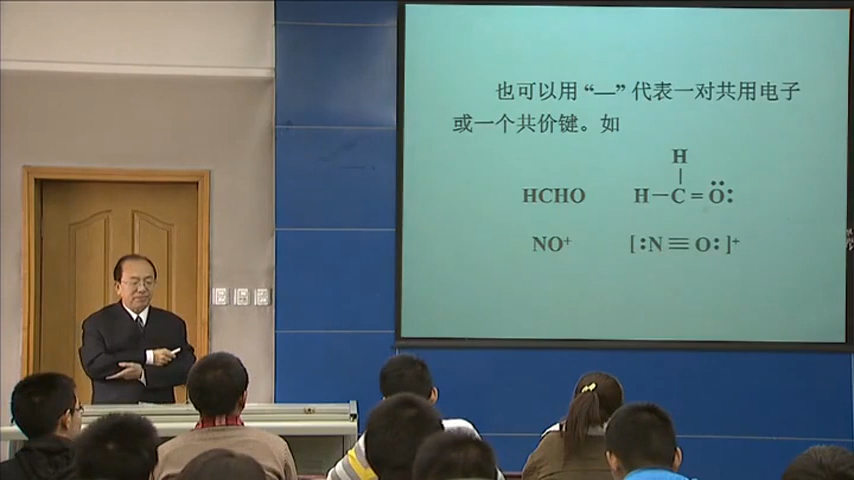 也可以用“—”代表一对共用电子
或一个共价键。如
H
|
HCHO H—C=Ö:
NO⁺ [:N≡O:]⁺